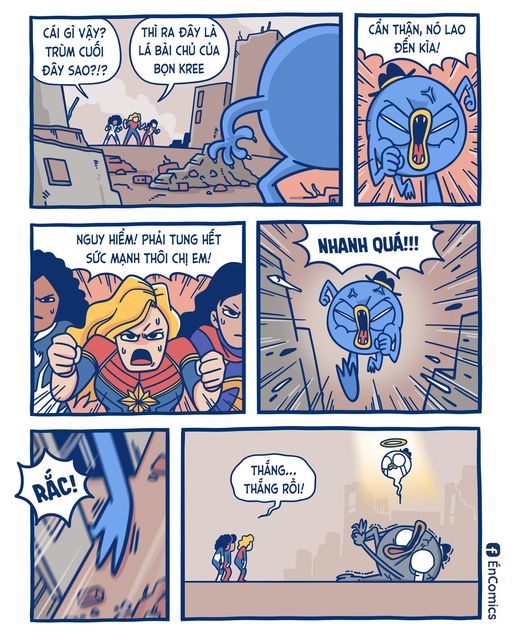 CÁI GÌ VẬY?
TRÙM CUỐI
ĐÂY SAO?!?
THÌ RA ĐÂY LÀ
LÁ BÀI CHỦ CỦA
BỌN KREE
CẨN THẬN, NÓ LAO
ĐẾN KÌA!
NGUY HIỂM! PHẢI TUNG HẾT
SỨC MẠNH THÔI CHỊ EM!
NHANH QUÁ!!!
RẮC!
THẮNG...
THẮNG RỒI!
f ÉnComics